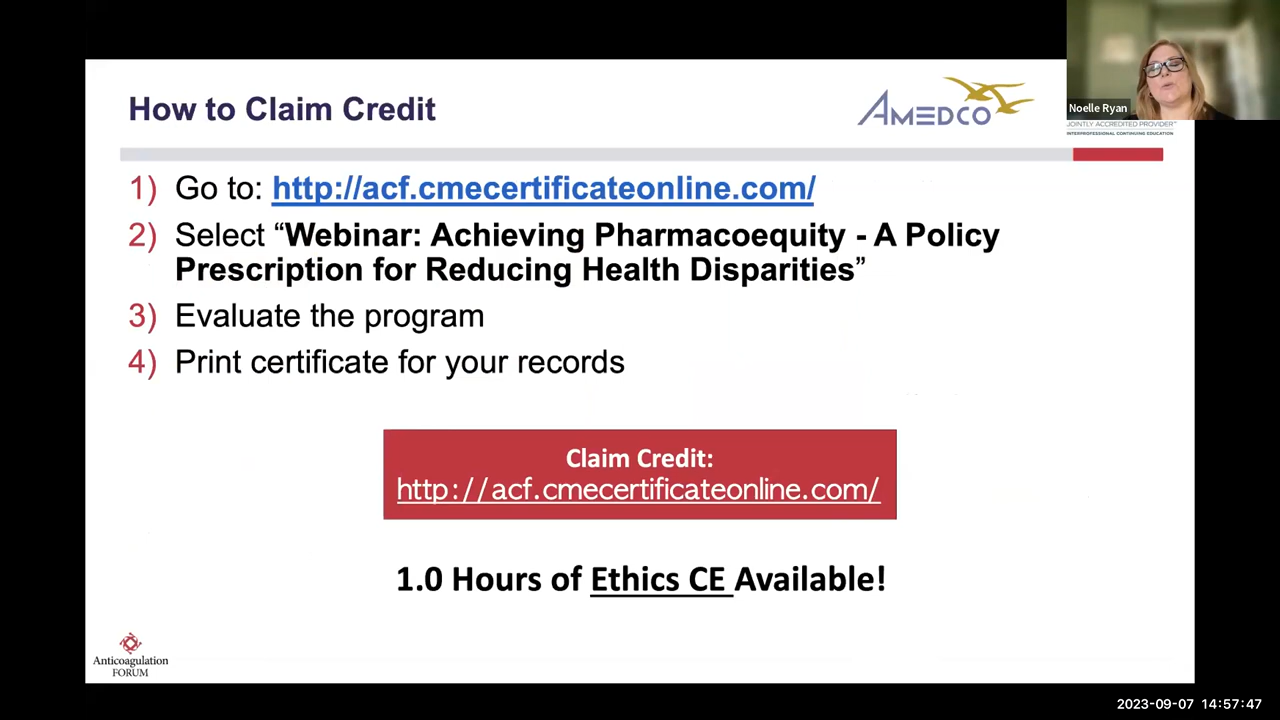 How to Claim Credit
AMEDCO
Noelle Ryan
JOINTLY ACCREDITED PROVIDER™
INTERPROFESSIONAL CONTINUING EDUCATION
1) Go to: http://acf.cmecertificateonline.com/
2) Select “Webinar: Achieving Pharmacoequity - A Policy
Prescription for Reducing Health Disparities”
3) Evaluate the program
4) Print certificate for your records
Claim Credit:
http://acf.cmecertificateonline.com/
1.0 Hours of Ethics CE Available!
Anticoagulation
FORUM
2023-09-07 14:57:47